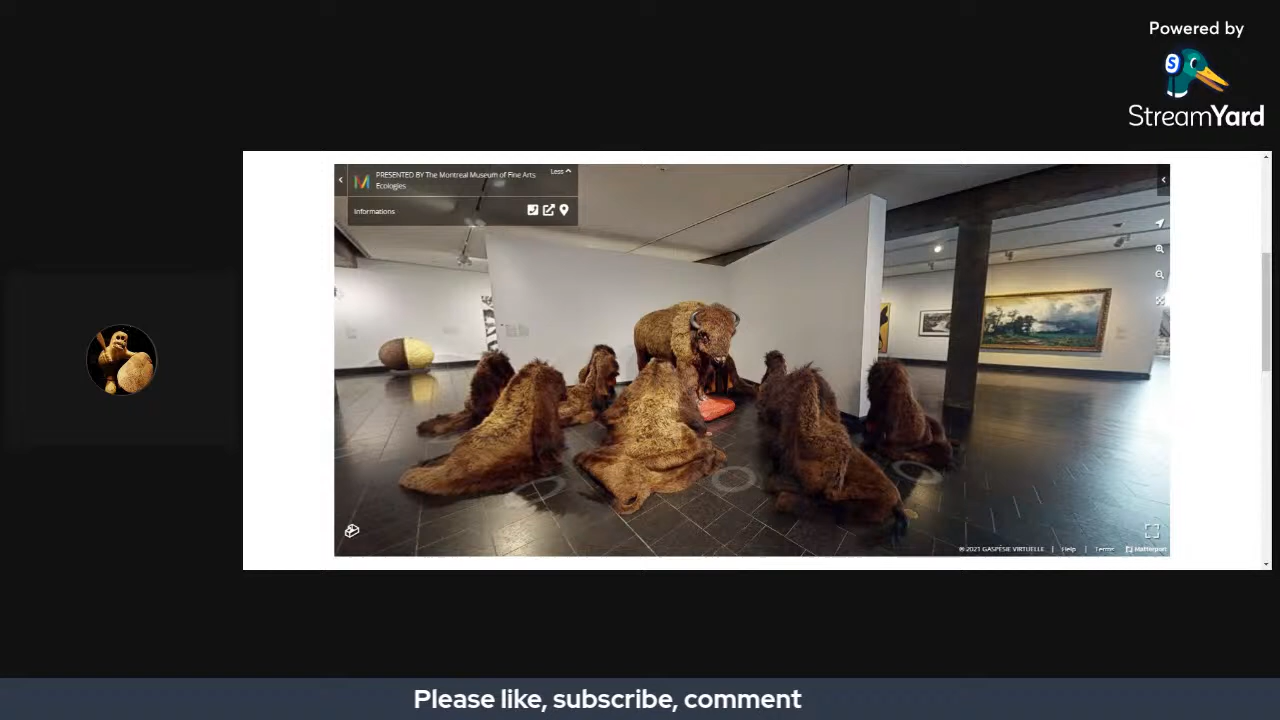 Powered by
StreamYard
PRESENTED BY The Montreal Museum of Fine Arts
Less
Ecologies
Informations
© 2021 GASPÉSIE VIRTUELLE | Help | Terms Matterport
Please like, subscribe, comment